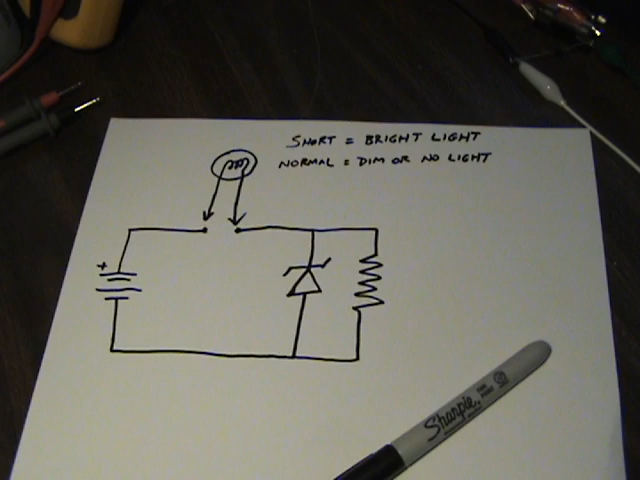 SHORT = BRIGHT LIGHT
NORMAL = DIM OR NO LIGHT
+
Sharpie